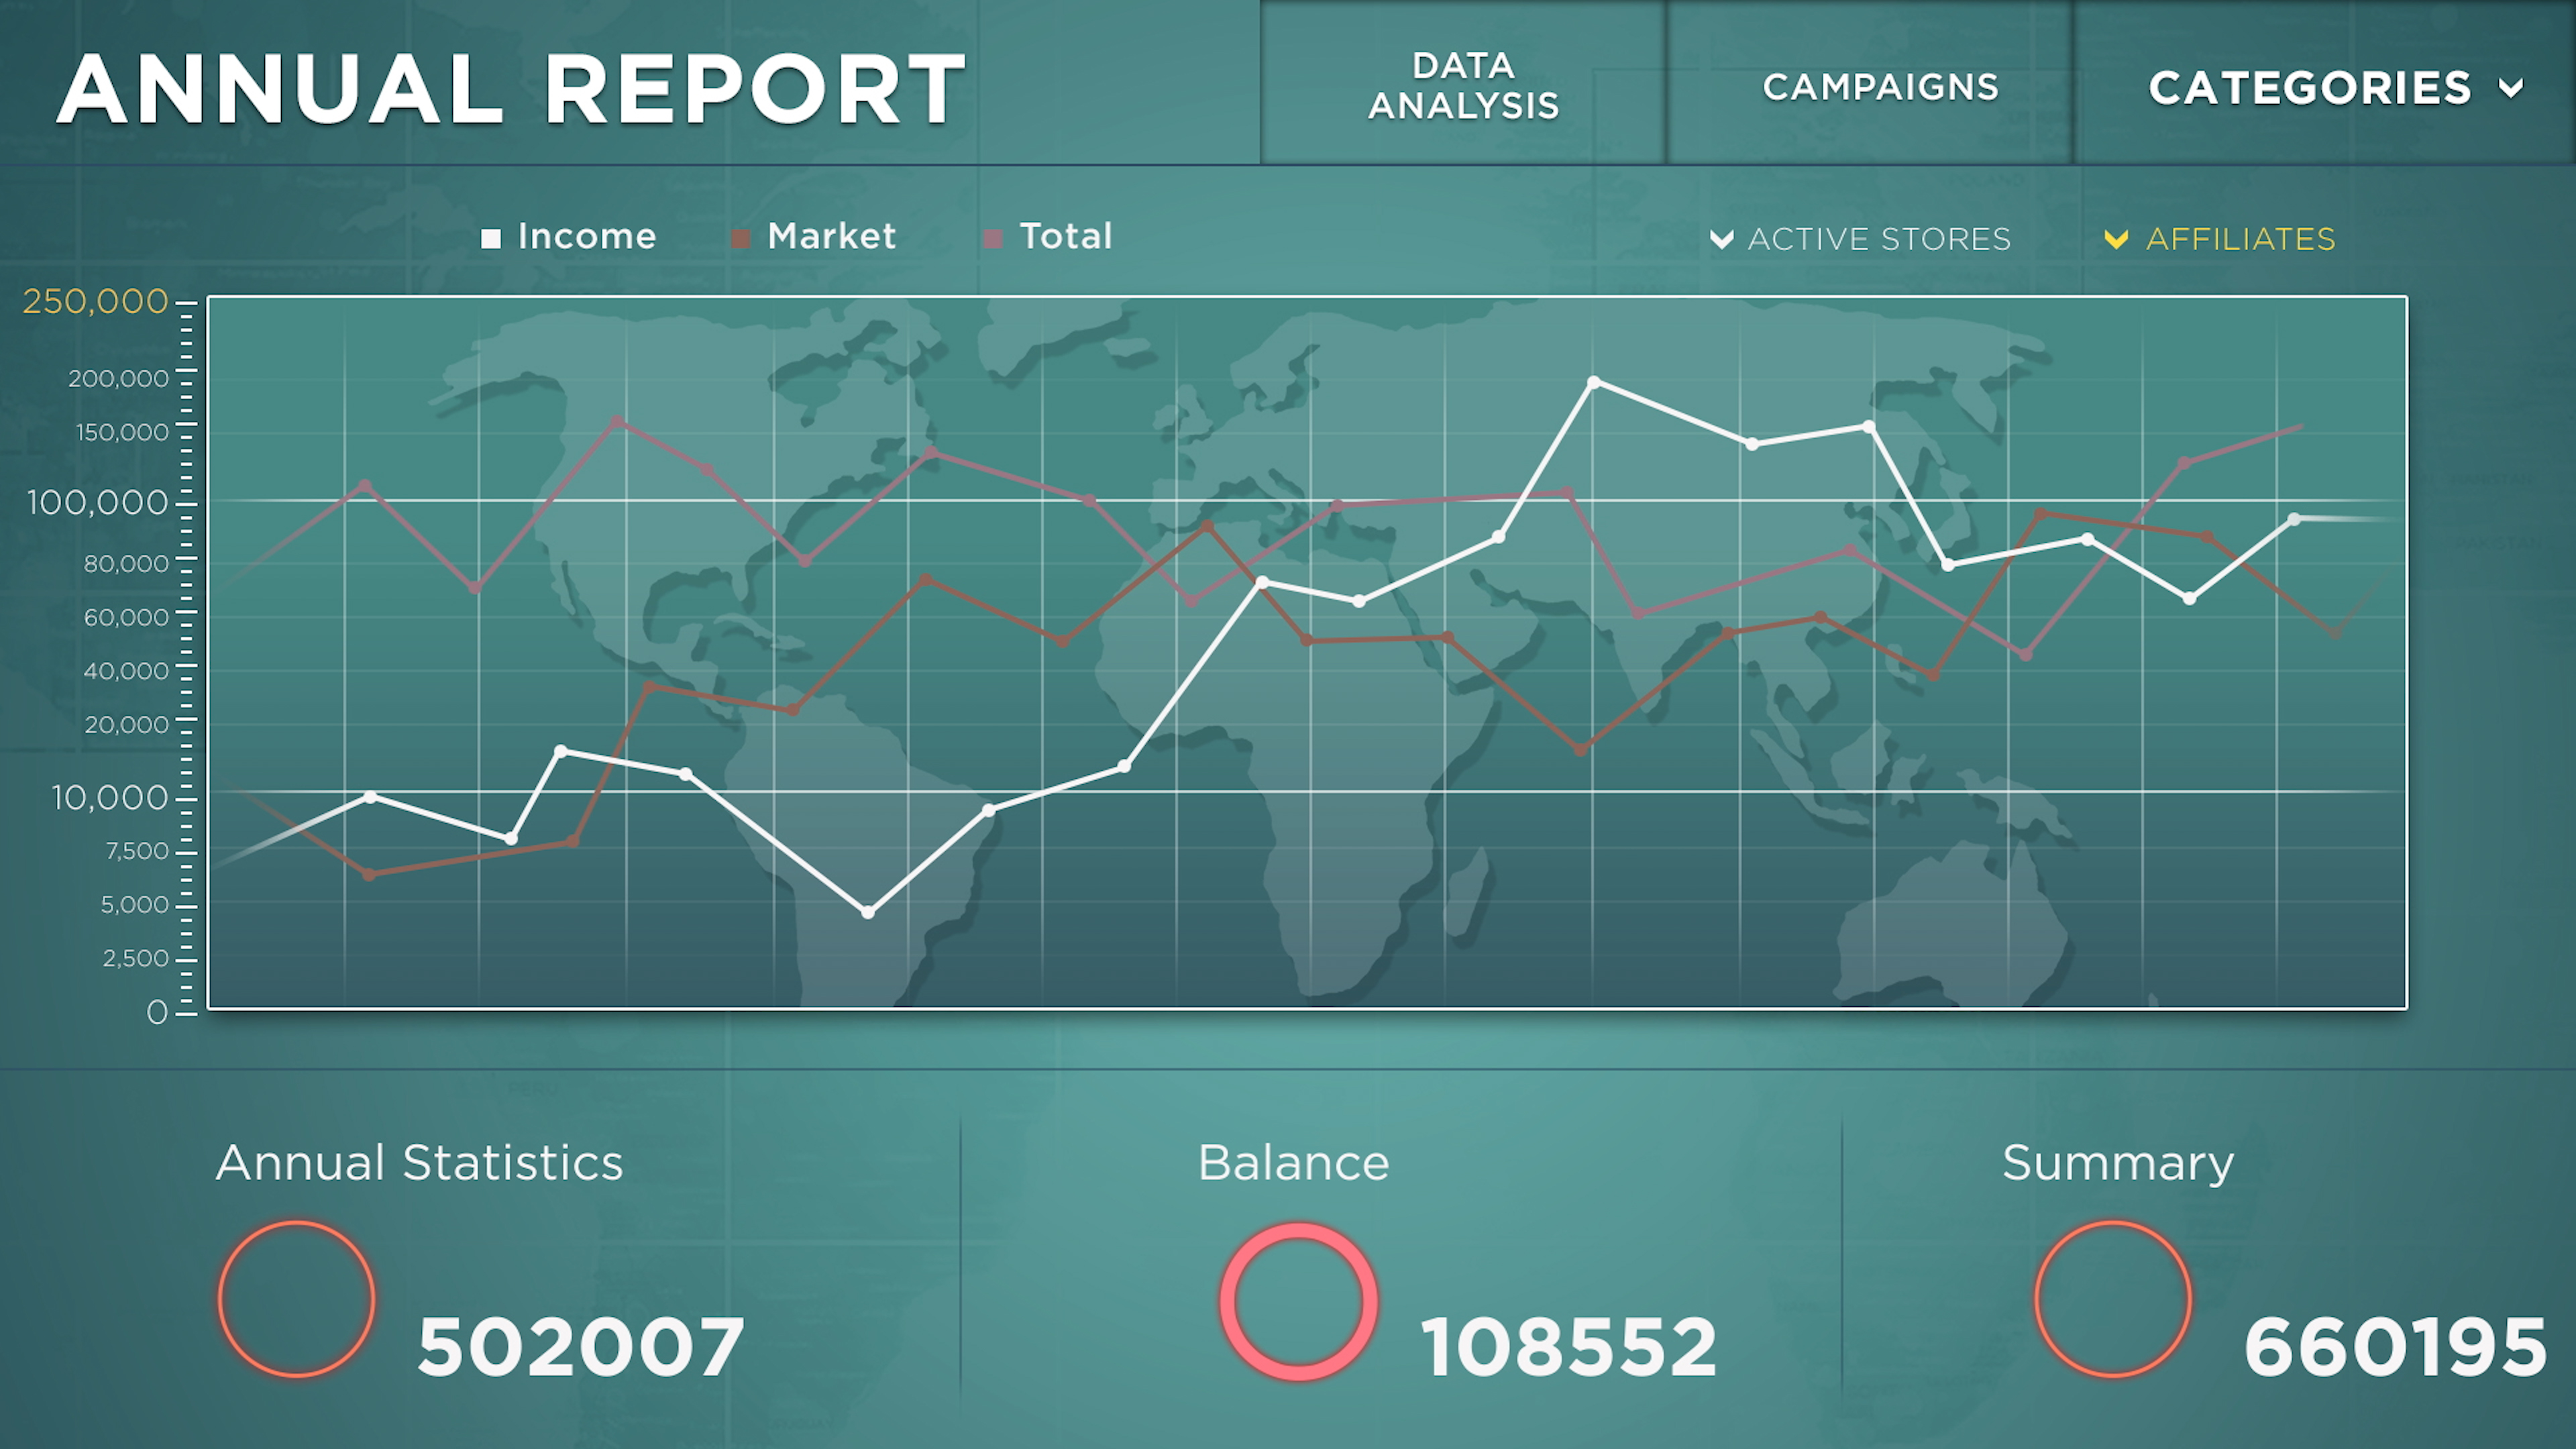 ANNUAL REPORT
DATA
ANALYSIS
CAMPAIGNS
CATEGORIES
Income
Market
Total
ACTIVE STORES
AFFILIATES
250,000
200,000
150,000
100,000
80,000
60,000
40,000
20,000
10,000
7,500
5,000
2,500
0
PERU
Annual Statistics
502007
Balance
108552
Summary
660195